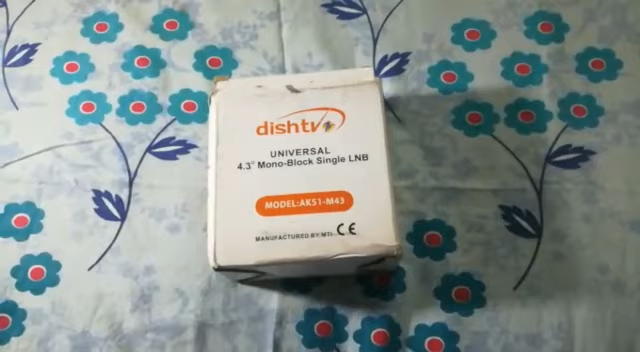 dishtv
UNIVERSAL
4.3° Mono-Block Single LNB
MODEL:AK51-M43
MANUFACTURED BY:MTI- CE